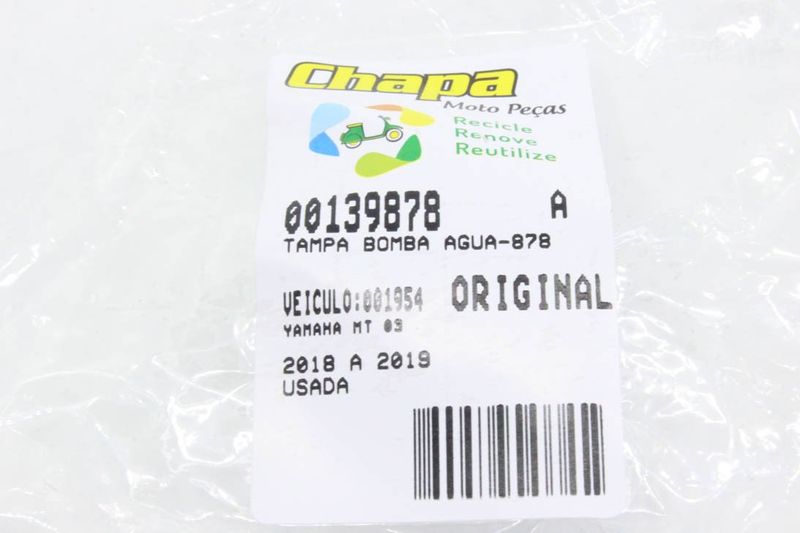 Chapa
Moto Peças
Recicle
Renove
Reutilize
00139878 A
TAMPA BOMBA AGUA-878
VEICULO:001954 ORIGINAL
YAMAHA MT 03
2018 A 2019
USADA